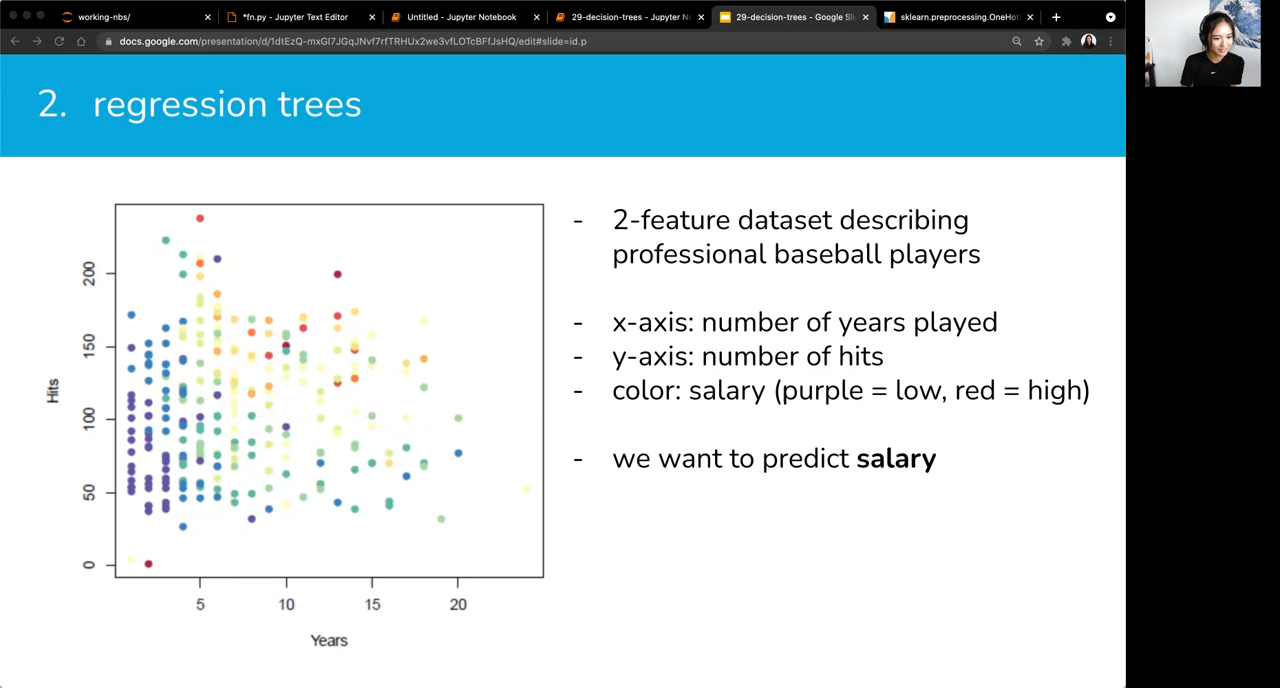 working-nbs/
*fn.py - Jupyter Text Editor
Untitled - Jupyter Notebook
29-decision-trees - Jupyter N
29-decision-trees - Google Sli
sklearn.preprocessing.OneHot
docs.google.com/presentation/d/1dtEzQ-mxGI7JGqJNvf7rfTRHUx2we3vfLOTcBFfJsHQ/edit#slide=id.p
2. regression trees
Hits
200
150
100
50
0
5 10 15 20
Years
- 2-feature dataset describing
professional baseball players
- x-axis: number of years played
- y-axis: number of hits
- color: salary (purple = low, red = high)
- we want to predict salary